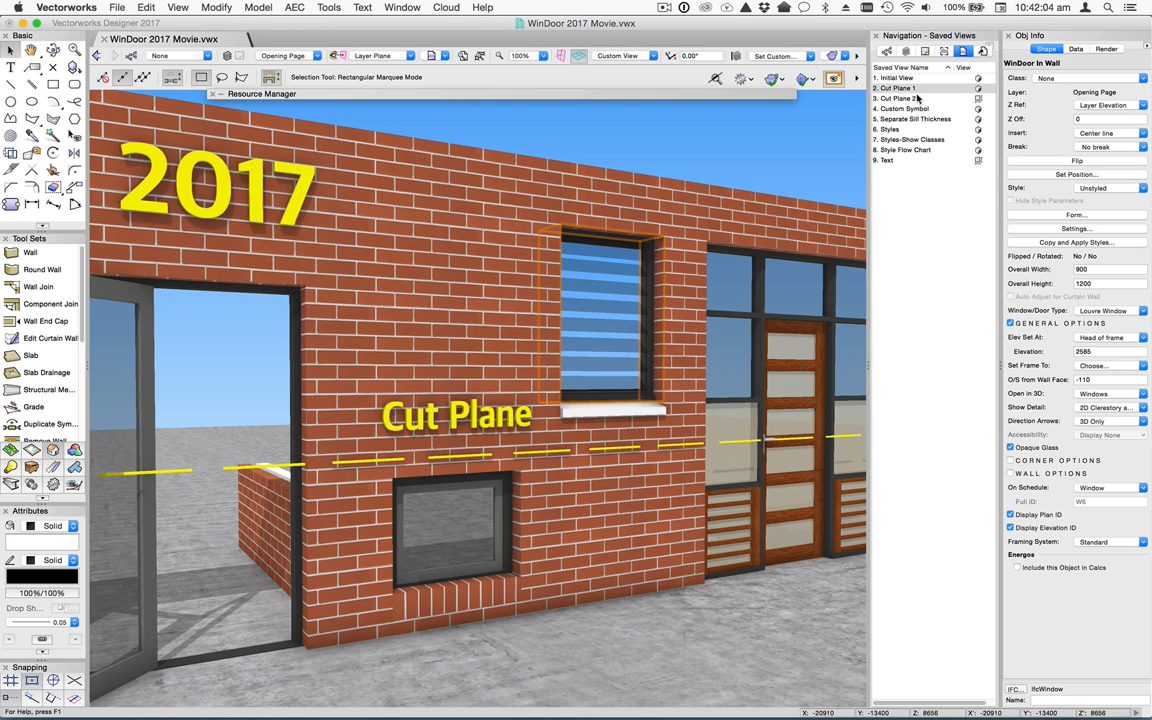 Vectorworks File Edit View Modify Model AEC Tools Text Window Cloud Help 100% 10:42:04 am
Vectorworks Designer 2017
WinDoor 2017 Movie.vwx
Basic
WinDoor 2017 Movie.vwx
None
Opening Page
Layer Plane
100%
Custom View
0.00°
Set Custom...
Selection Tool: Rectangular Marquee Mode
Resource Manager
2017
Cut Plane
Tool Sets
Wall
Round Wall
Wall Join
Component Join
Wall End Cap
Edit Curtain Wall
Slab
Slab Drainage
Structural Me...
Grade
Duplicate Sym...
Attributes
Solid
Solid
100%/100%
Drop Sh...
0.05
Snapping
For Help, press F1
Navigation - Saved Views
Saved View Name View
1. Initial View
2. Cut Plane 1
3. Cut Plane 2
4. Custom Symbol
5. Separate Sill Thickness
6. Styles
7. Styles-Show Classes
8. Style Flow Chart
9. Text
Obj Info
Shape Data Render
WinDoor In Wall
Class: None
Layer: Opening Page
Z Ref: Layer Elevation
Z Off: 0
Insert: Center line
Break: No break
Flip
Set Position...
Style: Unstyled
Hide Style Parameters
Form...
Settings...
Copy and Apply Styles...
Flipped / Rotated: No / No
Overall Width: 900
Overall Height: 1200
Auto Adjust for Curtain Wall
Window/Door Type: Louvre Window
GENERAL OPTIONS
Elev Set At: Head of frame
Elevation: 2585
Set Frame To: Choose...
O/S from Wall Face: -110
Open in 3D: Windows
Show Detail: 2D Clerestory a...
Direction Arrows: 3D Only
Accessibility: Display None
Opaque Glass
CORNER OPTIONS
WALL OPTIONS
On Schedule: Window
Full ID: W6
Display Plan ID
Display Elevation ID
Framing System: Standard
Energos
Include this Object in Calcs
IFC... IfcWindow
Name:
X: -20910 Y: -13400 Z: 8656 X': -20910 Y': -13400 Z': 8656